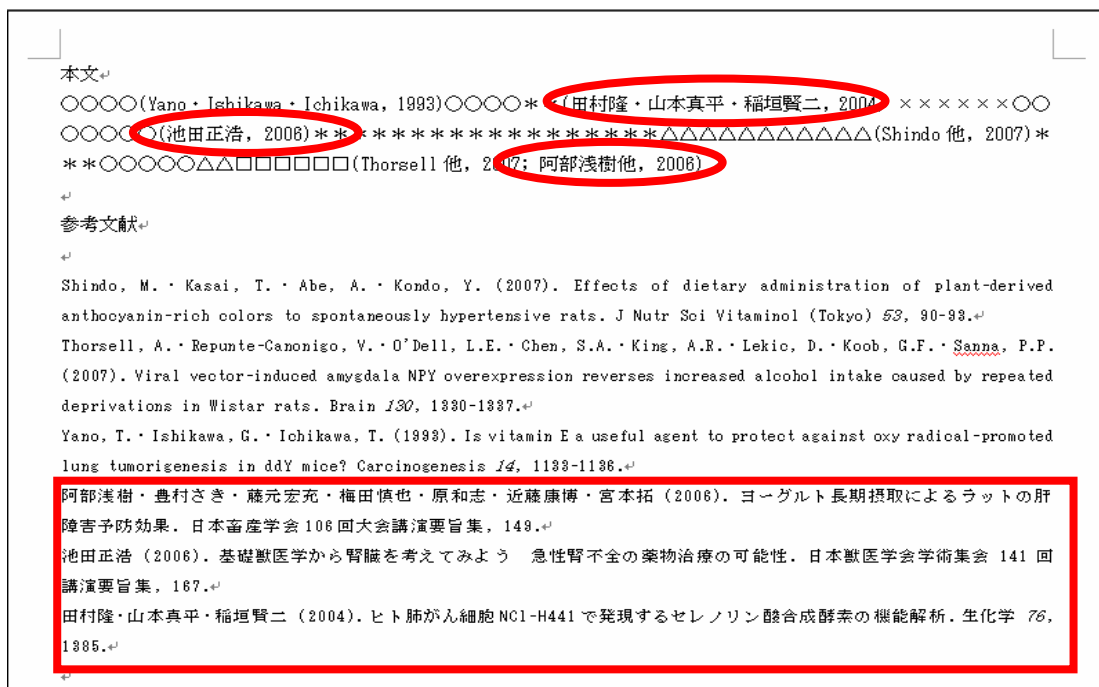 本文↵
○○○○(Yano・Ishikawa・Ichikawa, 1993)○○○○＊＊(田村隆・山本真平・稲垣賢二, 2004) ××××××○○
○○○○○(池田正浩, 2006)＊＊＊＊＊＊＊＊＊＊＊＊＊＊＊＊＊＊△△△△△△△△△△△(Shindo 他, 2007)＊
＊＊○○○○○△△□□□□□□(Thorsell 他, 2007; 阿部浅樹他, 2006)
↵
参考文献↵
↵
Shindo, M.・Kasai, T.・Abe, A.・Kondo, Y. (2007). Effects of dietary administration of plant-derived
anthocyanin-rich colors to spontaneously hypertensive rats. J Nutr Sci Vitaminol (Tokyo) 53, 90-93.↵
Thorsell, A.・Repunte-Canonigo, V.・O'Dell, L.E.・Chen, S.A.・King, A.R.・Lekic, D.・Koob, G.F.・Sanna, P.P.
(2007). Viral vector-induced amygdala NPY overexpression reverses increased alcohol intake caused by repeated
deprivations in Wistar rats. Brain 130, 1330-1337.↵
Yano, T.・Ishikawa, G.・Ichikawa, T. (1993). Is vitamin E a useful agent to protect against oxy radical-promoted
lung tumorigenesis in ddY mice? Carcinogenesis 14, 1133-1136.↵
阿部浅樹・豊村さき・藤元宏充・梅田慎也・原和志・近藤康博・宮本拓 (2006). ヨーグルト長期摂取によるラットの肝
障害予防効果. 日本畜産学会 106 回大会講演要旨集, 149.↵
池田正浩 (2006). 基礎獣医学から腎臓を考えてみよう　急性腎不全の薬物治療の可能性. 日本獣医学会学術集会 141 回
講演要旨集, 167.↵
田村隆・山本真平・稲垣賢二 (2004). ヒト肺がん細胞 NCl-H441 で発現するセレノリン酸合成酵素の機能解析. 生化学 76,
1385.↵
↵